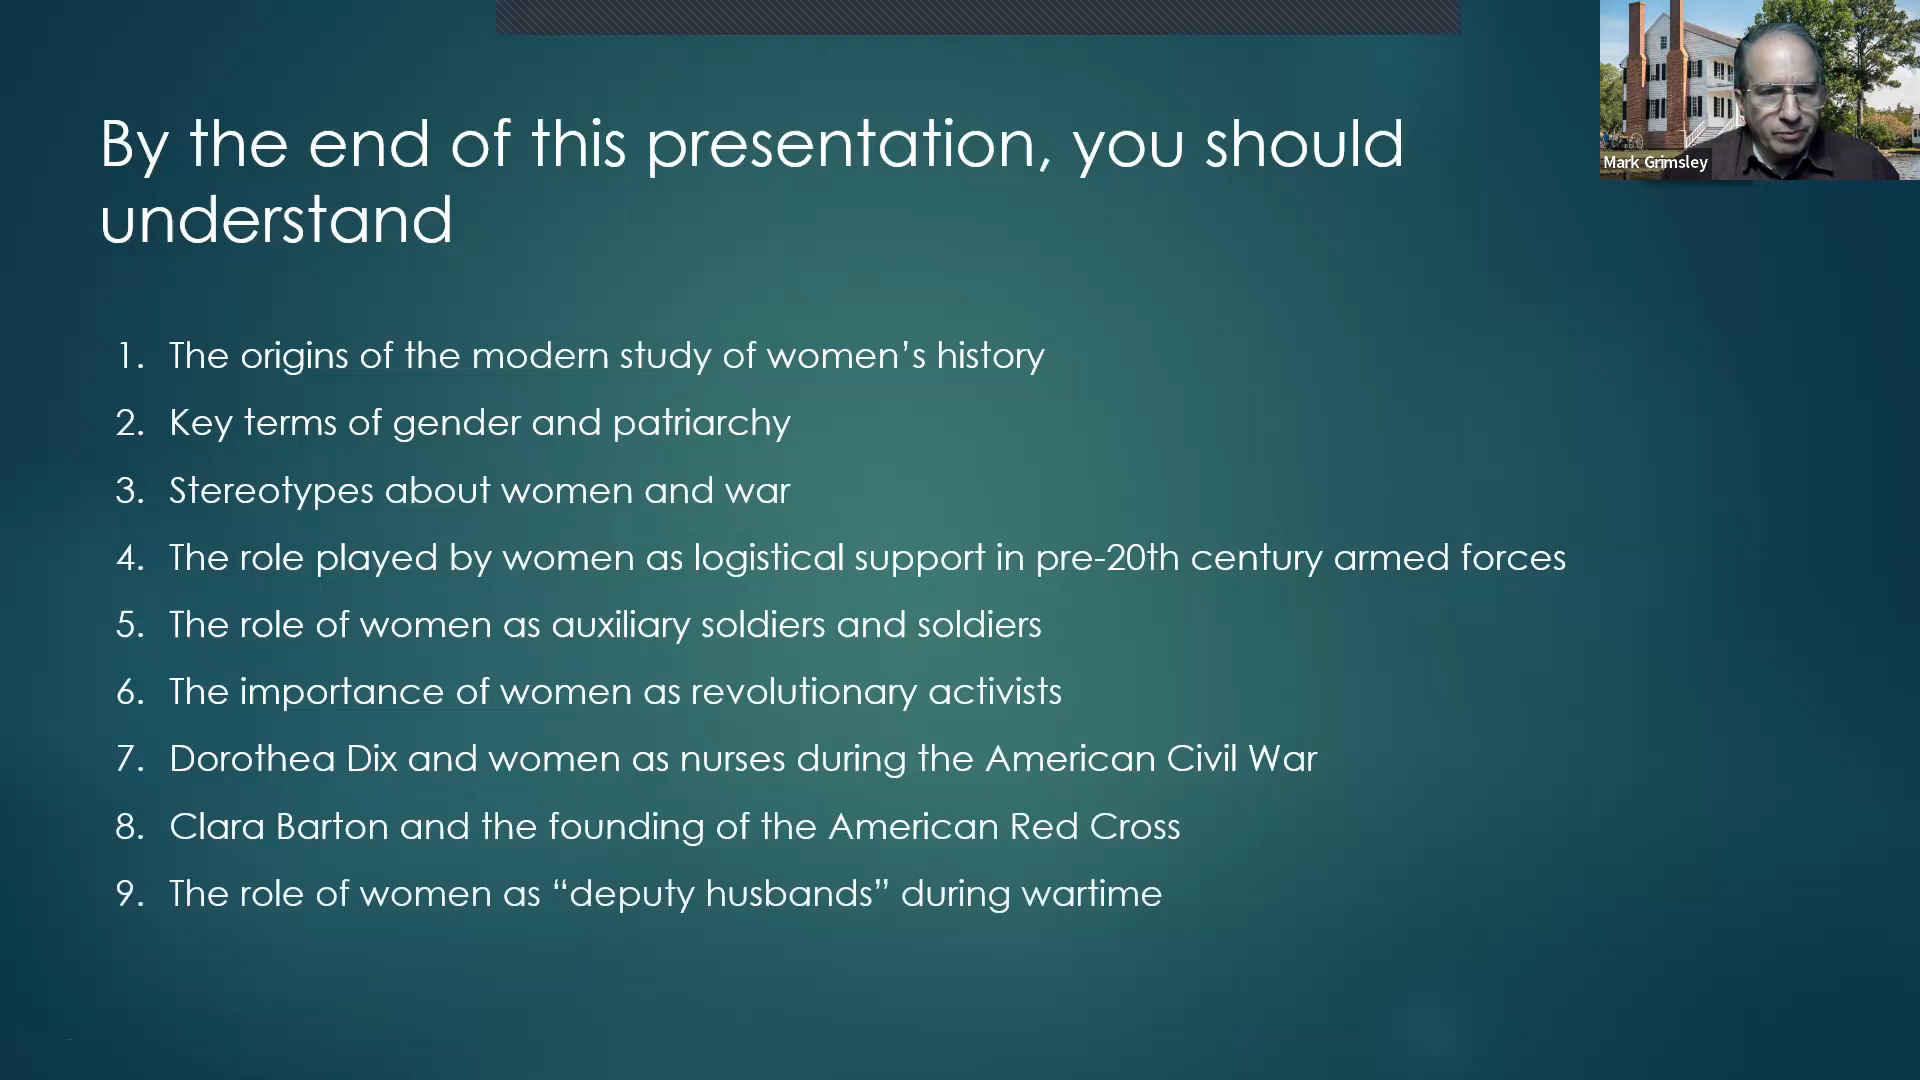 By the end of this presentation, you should
understand
Mark Grimsley
1. The origins of the modern study of women’s history
2. Key terms of gender and patriarchy
3. Stereotypes about women and war
4. The role played by women as logistical support in pre-20th century armed forces
5. The role of women as auxiliary soldiers and soldiers
6. The importance of women as revolutionary activists
7. Dorothea Dix and women as nurses during the American Civil War
8. Clara Barton and the founding of the American Red Cross
9. The role of women as “deputy husbands” during wartime